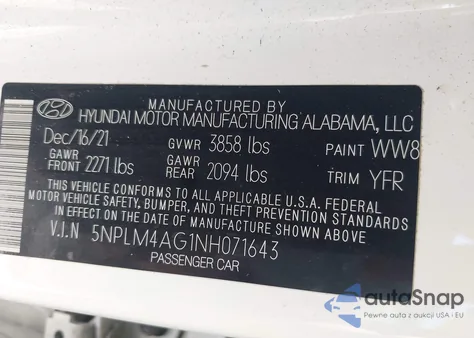 MANUFACTURED BY
HYUNDAI MOTOR MANUFACTURING ALABAMA, LLC
Dec/16/21 GVWR 3858 lbs PAINT WW8
GAWR FRONT 2271 lbs GAWR REAR 2094 lbs TRIM YFR
THIS VEHICLE CONFORMS TO ALL APPLICABLE U.S.A. FEDERAL
MOTOR VEHICLE SAFETY, BUMPER, AND THEFT PREVENTION
STANDARDS IN EFFECT ON THE DATE OF MANUFACTURE SHOWN ABOVE.
V.I.N 5NPLM4AG1NH071643
PASSENGER CAR
autoSnap
Pewne auta z aukcji USA i EU